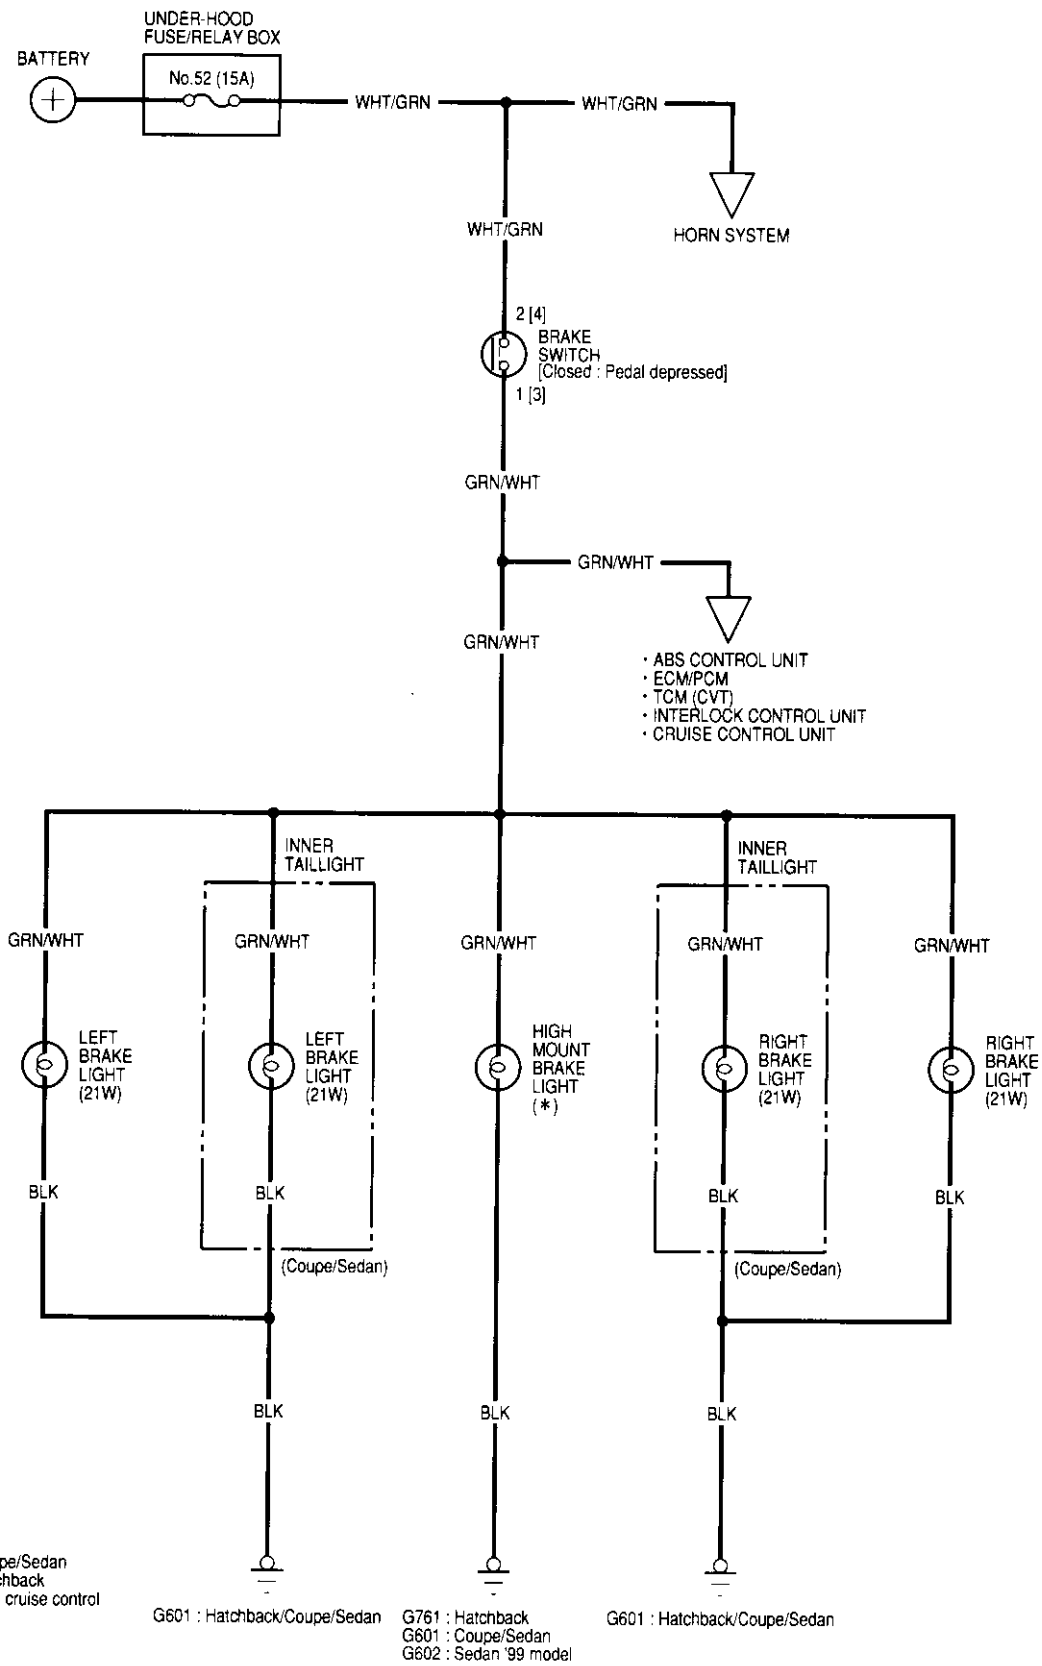 UNDER-HOOD
FUSE/RELAY BOX
BATTERY
No.52 (15A)
WHT/GRN
WHT/GRN
WHT/GRN
HORN SYSTEM
2 [4]
BRAKE
SWITCH
[Closed : Pedal depressed]
1 [3]
GRN/WHT
GRN/WHT
GRN/WHT
· ABS CONTROL UNIT
· ECM/PCM
· TCM (CVT)
· INTERLOCK CONTROL UNIT
· CRUISE CONTROL UNIT
INNER
TAILLIGHT
INNER
TAILLIGHT
GRN/WHT
GRN/WHT
GRN/WHT
GRN/WHT
GRN/WHT
LEFT
BRAKE
LIGHT
(21W)
LEFT
BRAKE
LIGHT
(21W)
HIGH
MOUNT
BRAKE
LIGHT
(*)
RIGHT
BRAKE
LIGHT
(21W)
RIGHT
BRAKE
LIGHT
(21W)
BLK
BLK
BLK
BLK
(Coupe/Sedan)
(Coupe/Sedan)
BLK
BLK
BLK
pe/Sedan
chback
cruise control
G601 : Hatchback/Coupe/Sedan
G761 : Hatchback
G601 : Coupe/Sedan
G602 : Sedan '99 model
G601 : Hatchback/Coupe/Sedan